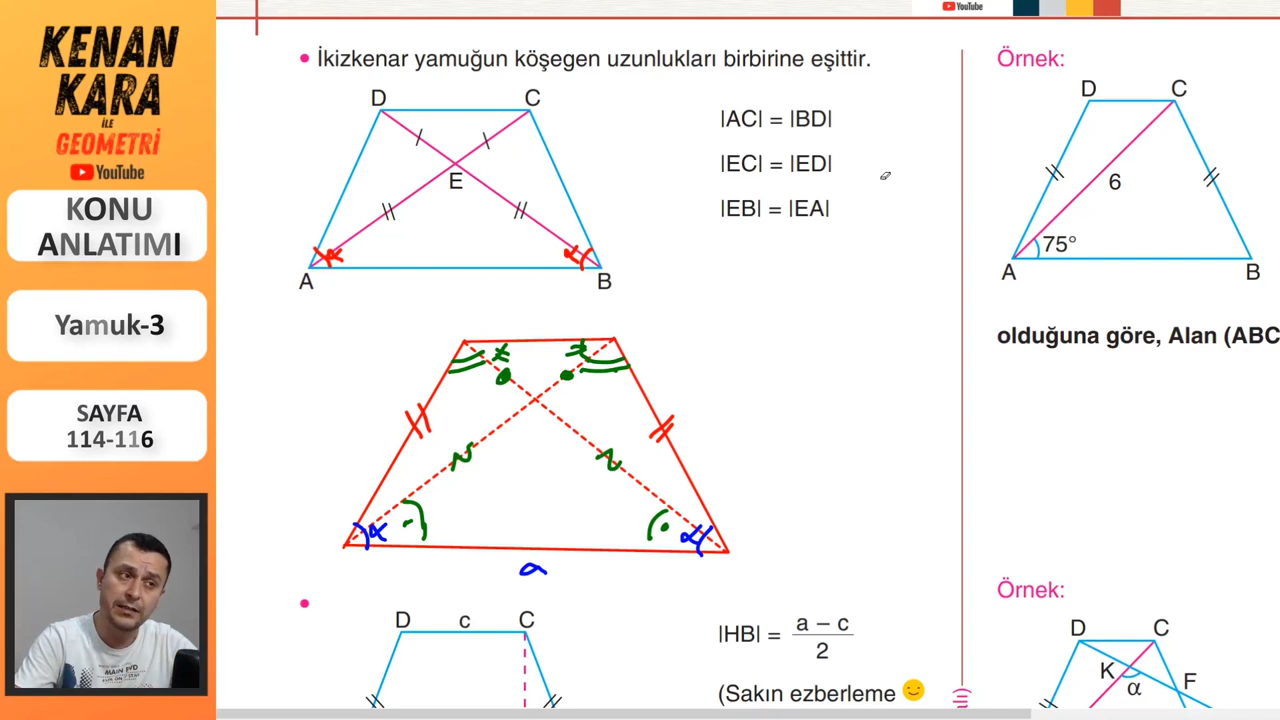 YouTube
KENAN
KARA
İLE
GEOMETRİ
YouTube
KONU
ANLATIMI
Yamuk-3
SAYFA
114-116
• İkizkenar yamuğun köşegen uzunlukları birbirine eşittir.
D C
E
A B
|AC| = |BD|
|EC| = |ED|
|EB| = |EA|
α α
a
D c C
|HB| = a – c
2
(Sakın ezberleme
Örnek:
D C
6
75°
A B
olduğuna göre, Alan (ABC
Örnek:
D C
K F
α